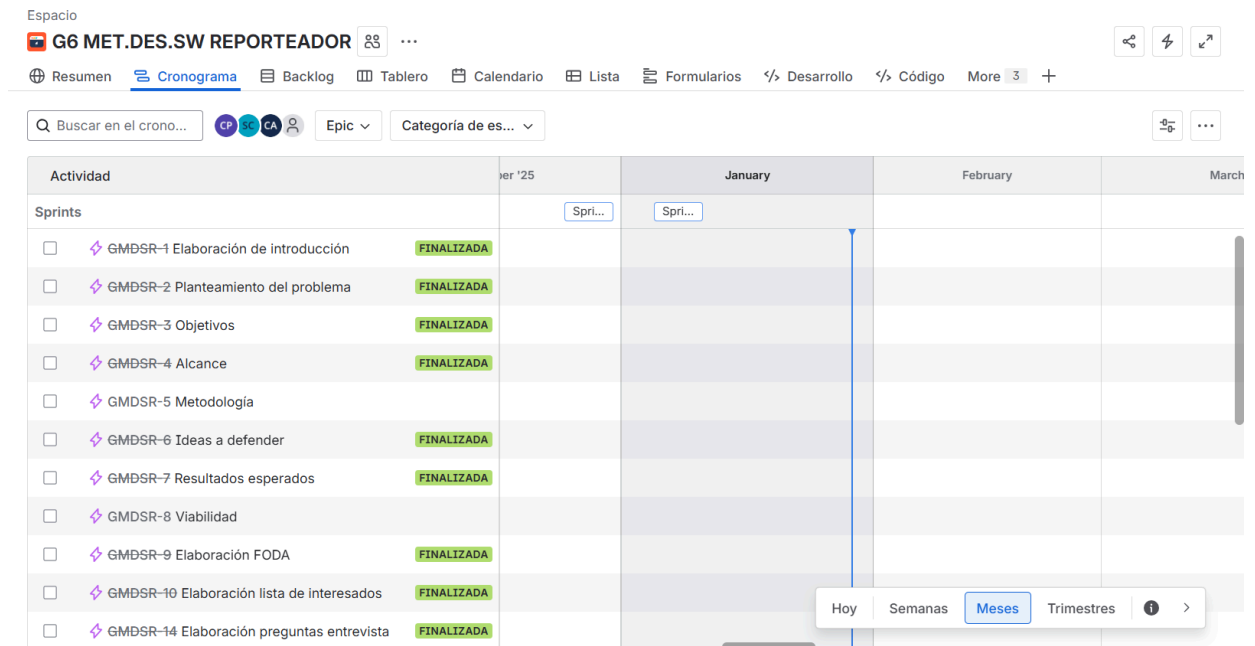 Espacio
G6 MET.DES.SW REPORTEADOR
Resumen Cronograma Backlog Tablero Calendario Lista Formularios Desarrollo Código More 3
Buscar en el crono... CP SC CA Epic Categoría de es...
Actividad ber '25 January February March
Sprints Spri... Spri...
GMDSR-1 Elaboración de introducción FINALIZADA
GMDSR-2 Planteamiento del problema FINALIZADA
GMDSR-3 Objetivos FINALIZADA
GMDSR-4 Alcance FINALIZADA
GMDSR-5 Metodología
GMDSR-6 Ideas a defender FINALIZADA
GMDSR-7 Resultados esperados FINALIZADA
GMDSR-8 Viabilidad
GMDSR-9 Elaboración FODA FINALIZADA
GMDSR-10 Elaboración lista de interesados FINALIZADA
Hoy Semanas Meses Trimestres
GMDSR-14 Elaboración preguntas entrevista FINALIZADA